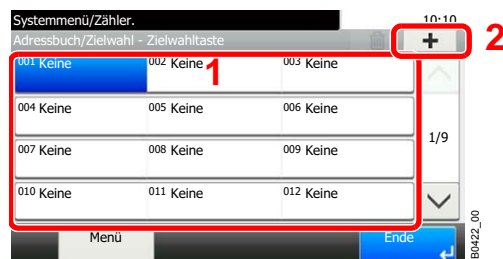 Systemmenü/Zähler.
10:10
Adressbuch/Zielwahl - Zielwahltaste
+
2
001 Keine
002 Keine
1
003 Keine
004 Keine
005 Keine
006 Keine
1/9
007 Keine
008 Keine
009 Keine
010 Keine
011 Keine
012 Keine
Menü
Ende
B0422_00